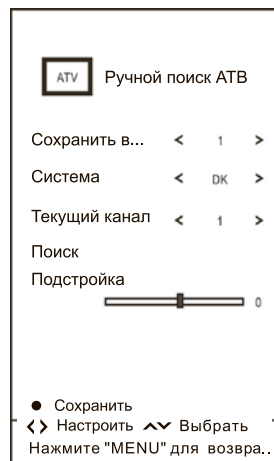 ATV Ручной поиск АТВ
Сохранить в... < 1 >
Система < DK >
Текущий канал < 1 >
Поиск
Подстройка
0
● Сохранить
Настроить Выбрать
Нажмите "MENU" для возвра..